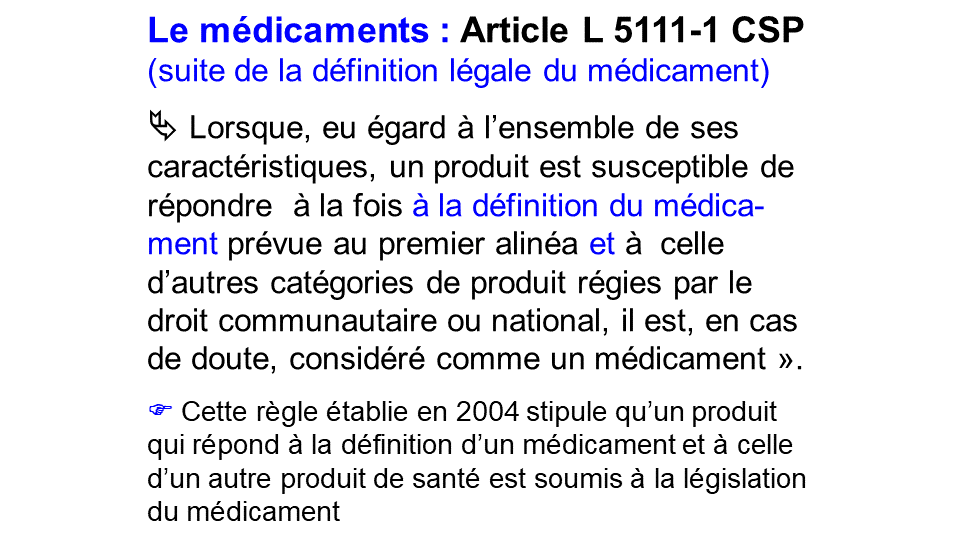 Le médicaments : Article L 5111-1 CSP
(suite de la définition légale du médicament)
⮱ Lorsque, eu égard à l’ensemble de ses
caractéristiques, un produit est susceptible de
répondre à la fois à la définition du médica-
ment prévue au premier alinéa et à celle
d’autres catégories de produit régies par le
droit communautaire ou national, il est, en cas
de doute, considéré comme un médicament ».
☞ Cette règle établie en 2004 stipule qu’un produit
qui répond à la définition d’un médicament et à celle
d’un autre produit de santé est soumis à la législation
du médicament